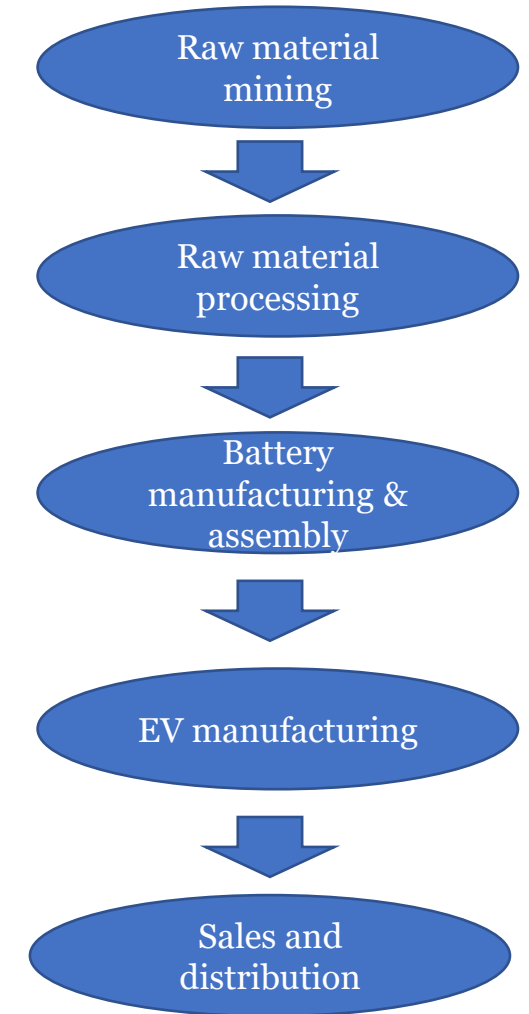 Raw material
mining
Raw material
processing
Battery
manufacturing &
assembly
EV manufacturing
Sales and
distribution